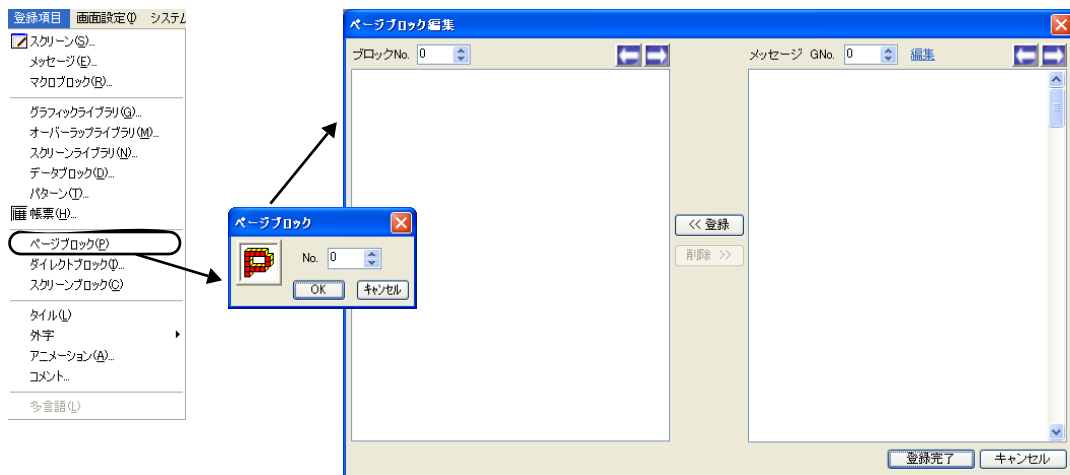 登録項目 画面設定(I) システム
スクリーン(S)...
メッセージ(E)...
マクロブロック(R)...
グラフィックライブラリ(G)...
オーバーラップライブラリ(M)...
スクリーンライブラリ(N)...
データブロック(D)...
パターン(T)...
帳票(H)...
ページブロック(P)
ダイレクトブロック(I)...
スクリーンブロック(C)
タイル(L)
外字
アニメーション(A)...
コメント...
多言語(L)
ページブロック
No. 0
OK キャンセル
ページブロック編集
ブロックNo. 0
メッセージ GNo. 0 編集
<< 登録
削除 >>
登録完了 キャンセル